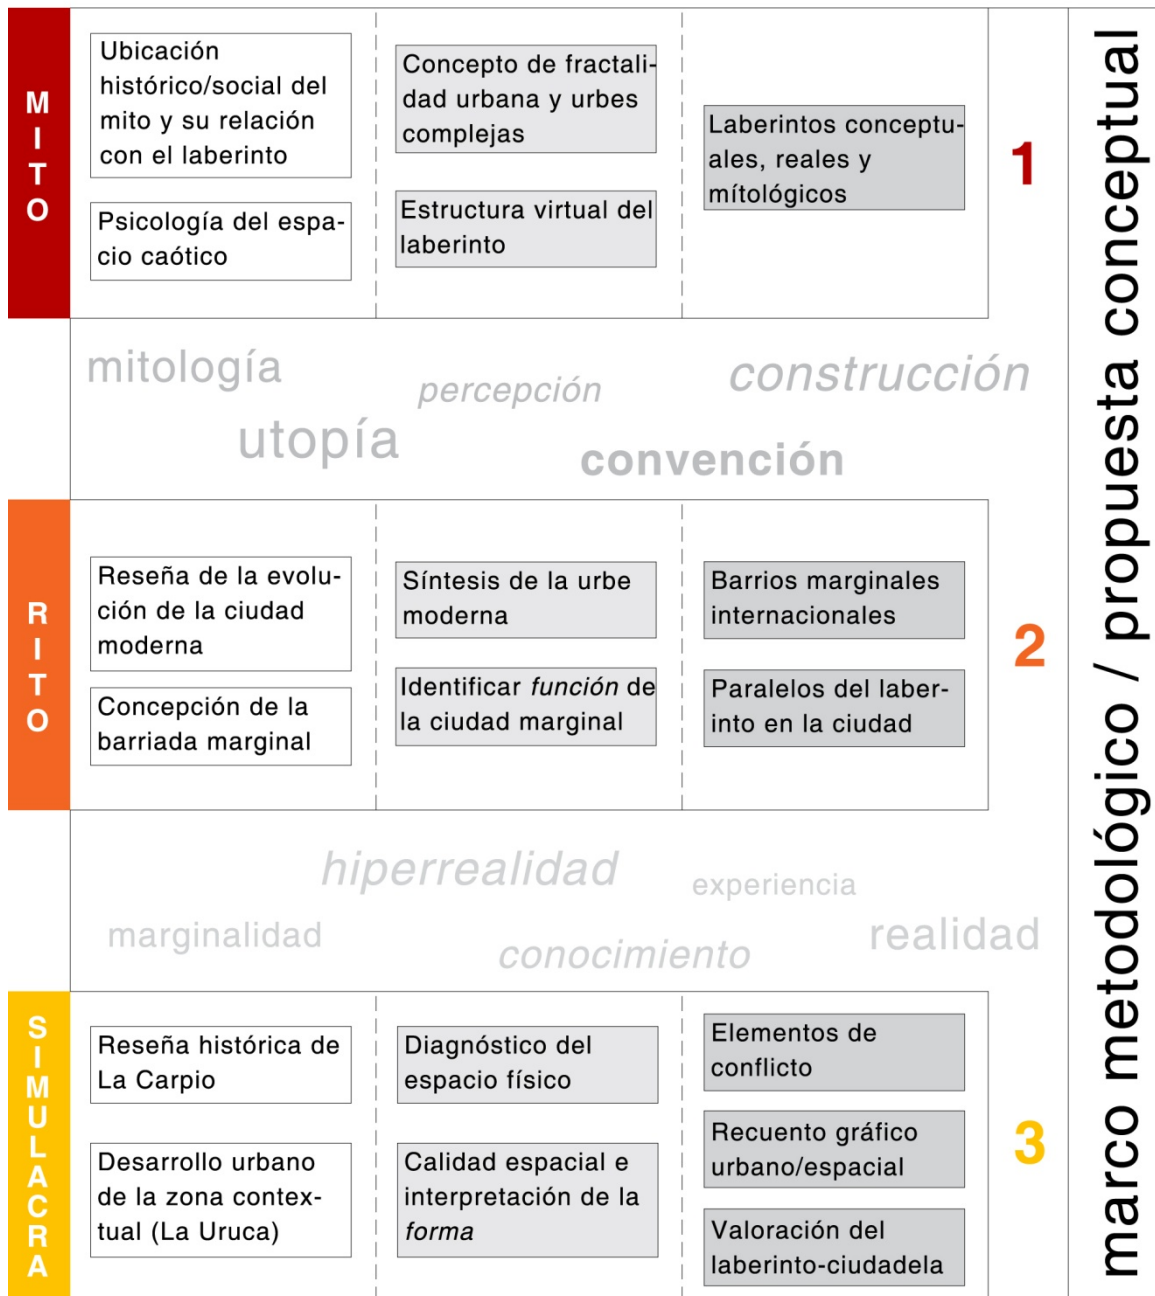 MITO
Ubicación
histórico/social del
mito y su relación
con el laberinto
Psicología del espa-
cio caótico
Concepto de fractali-
dad urbana y urbes
complejas
Estructura virtual del
laberinto
Laberintos conceptu-
ales, reales y
mítológicos
1
mitología
percepción
construcción
utopía
convención
RITO
Reseña de la evolu-
ción de la ciudad
moderna
Concepción de la
barriada marginal
Síntesis de la urbe
moderna
Identificar función de
la ciudad marginal
Barrios marginales
internacionales
Paralelos del laber-
into en la ciudad
2
hiperrealidad
experiencia
marginalidad
conocimiento
realidad
SIMULACRA
Reseña histórica de
La Carpio
Desarrollo urbano
de la zona contex-
tual (La Uruca)
Diagnóstico del
espacio físico
Calidad espacial e
interpretación de la
forma
Elementos de
conflicto
Recuento gráfico
urbano/espacial
Valoración del
laberinto-ciudadela
3
marco metodológico / propuesta conceptual